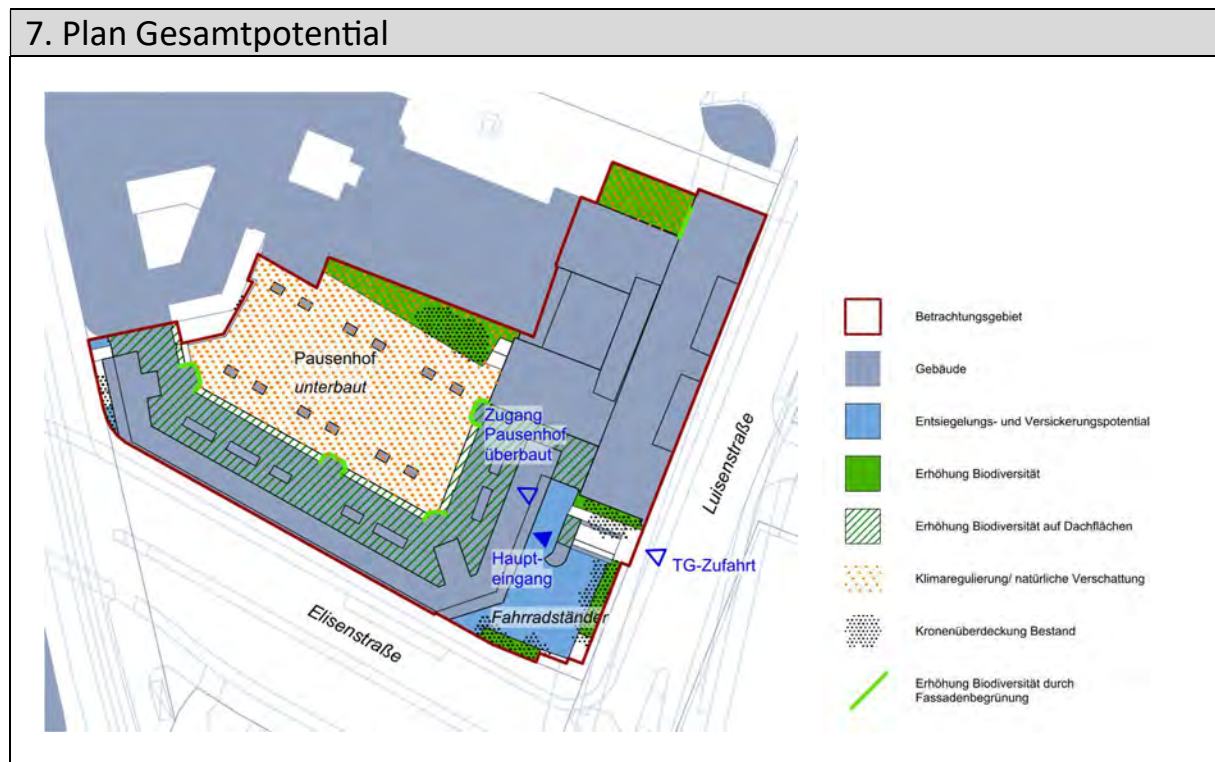 7. Plan Gesamtpotential
Pausenhof
unterbaut
Zugang
Pausenhof
überbaut
Haupt-
eingang
TG-Zufahrt
Fahrradständer
Elisenstraße
Luisenstraße
Betrachtungsgebiet
Gebäude
Entsiegelungs- und Versickerungspotential
Erhöhung Biodiversität
Erhöhung Biodiversität auf Dachflächen
Klimaregulierung/ natürliche Verschattung
Kronenüberdeckung Bestand
Erhöhung Biodiversität durch
Fassadenbegrünung